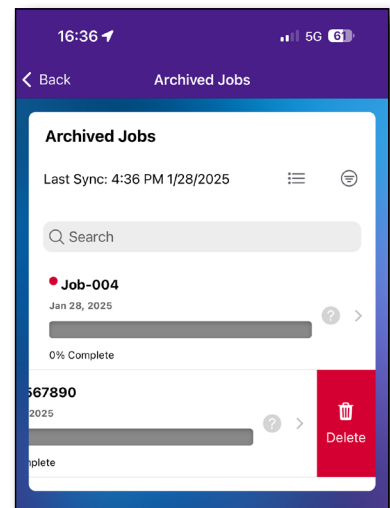 16:36 5G 61
Back Archived Jobs
Archived Jobs
Last Sync: 4:36 PM 1/28/2025
Search
Job-004
Jan 28, 2025
?
0% Complete
567890
2025
?
Delete
nplete